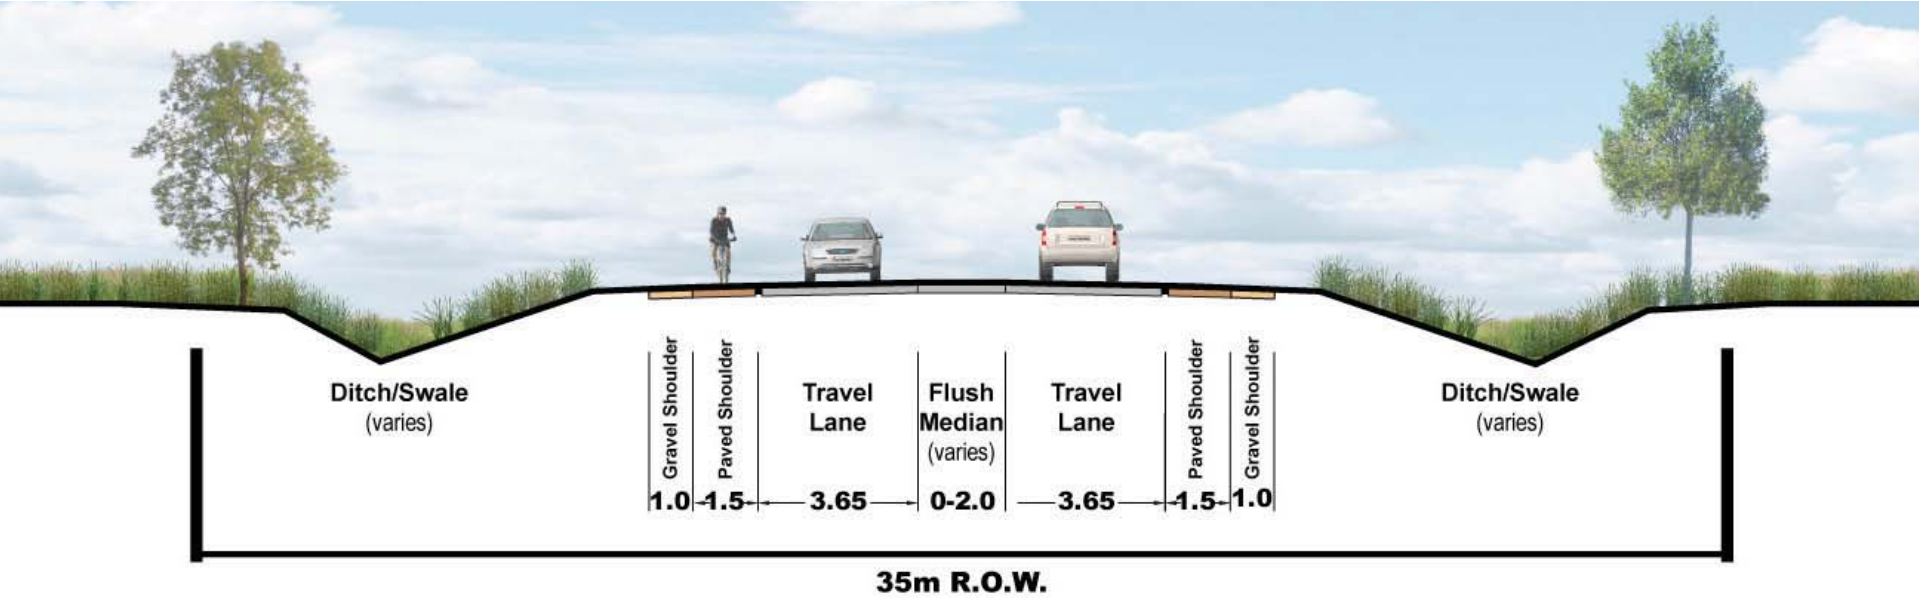 Ditch/Swale
(varies)
Gravel Shoulder
Paved Shoulder
Travel
Lane
Flush
Median
(varies)
Travel
Lane
Paved Shoulder
Gravel Shoulder
Ditch/Swale
(varies)
1.0 1.5 3.65 0-2.0 3.65 1.5 1.0
35m R.O.W.